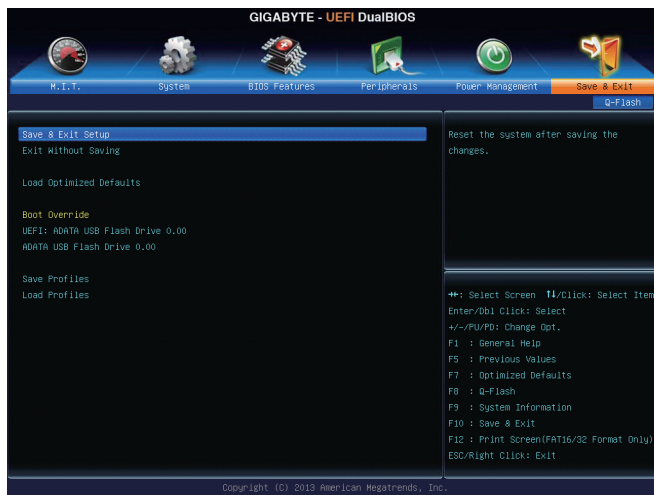 GIGABYTE - UEFI DualBIOS
M.I.T.
System
BIOS Features
Peripherals
Power Management
Save & Exit
Q-Flash
Save & Exit Setup
Exit Without Saving
Load Optimized Defaults
Boot Override
UEFI: ADATA USB Flash Drive 0.00
ADATA USB Flash Drive 0.00
Save Profiles
Load Profiles
Reset the system after saving the
changes.
→←: Select Screen ↑↓/Click: Select Item
Enter/Dbl Click: Select
+/-/PU/PD: Change Opt.
F1 : General Help
F5 : Previous Values
F7 : Optimized Defaults
F8 : Q-Flash
F9 : System Information
F10 : Save & Exit
F12 : Print Screen(FAT16/32 Format Only)
ESC/Right Click: Exit
Copyright (C) 2013 American Megatrends, Inc.